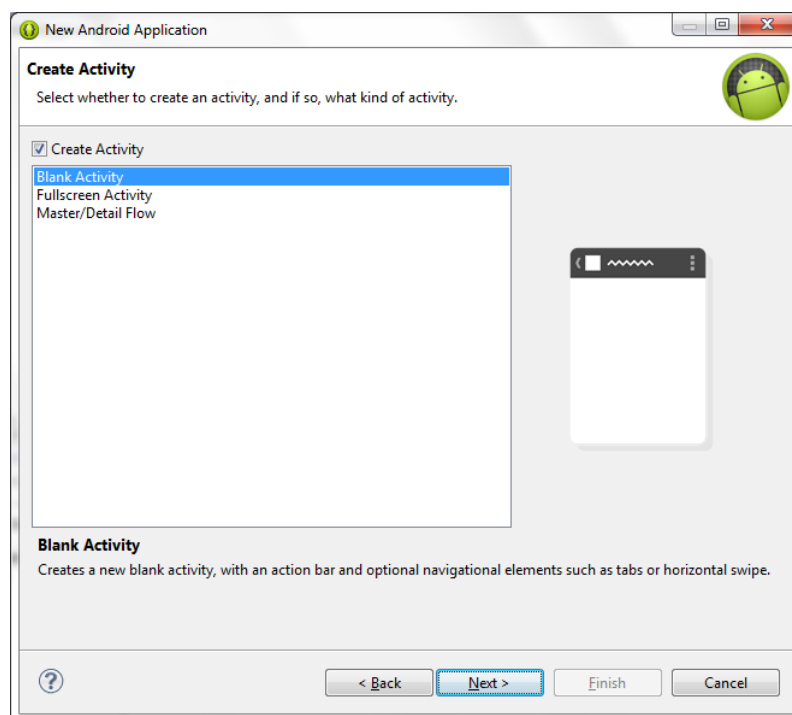 New Android Application
Create Activity
Select whether to create an activity, and if so, what kind of activity.
Create Activity
Blank Activity
Fullscreen Activity
Master/Detail Flow
Blank Activity
Creates a new blank activity, with an action bar and optional navigational elements such as tabs or horizontal swipe.
?
< Back
Next >
Finish
Cancel